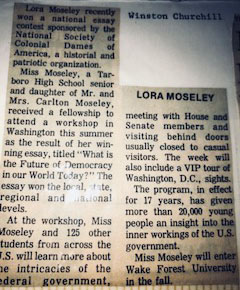 Lora Moseley recently
won a national essay
contest sponsored by the
National Society of
Colonial Dames of
America, a historial and
patriotic organization.
Miss Moseley, a Tar-
boro High School senior
and daughter of Mr. and
Mrs. Carlton Moseley,
received a fellowship to
attend a workshop in
Washington this summer
as the result of her win-
ning essay, titled "What is
the Future of Democracy
in our World Today?" The
essay won the local, state,
regional and national
levels.
At the workshop, Miss
Moseley and 125 other
students from across the
U.S. will learn more about
the intricacies of the
federal government,
Winston Churchill
LORA MOSELEY
meeting with House and
Senate members and
visiting behind doors
usually closed to casual
visitors. The week will
also include a VIP tour of
Washington, D.C., sights.
The program, in effect
for 17 years, has given
more than 20,000 young
people an insight into the
inner workings of the U.S.
government.
Miss Moseley will enter
Wake Forest University
in the fall.